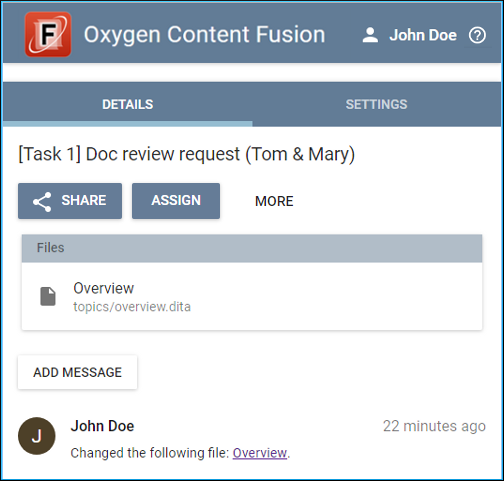 F Oxygen Content Fusion John Doe ?
DETAILS SETTINGS
[Task 1] Doc review request (Tom & Mary)
SHARE ASSIGN MORE
Files
Overview
topics/overview.dita
ADD MESSAGE
J John Doe 22 minutes ago
Changed the following file: Overview.